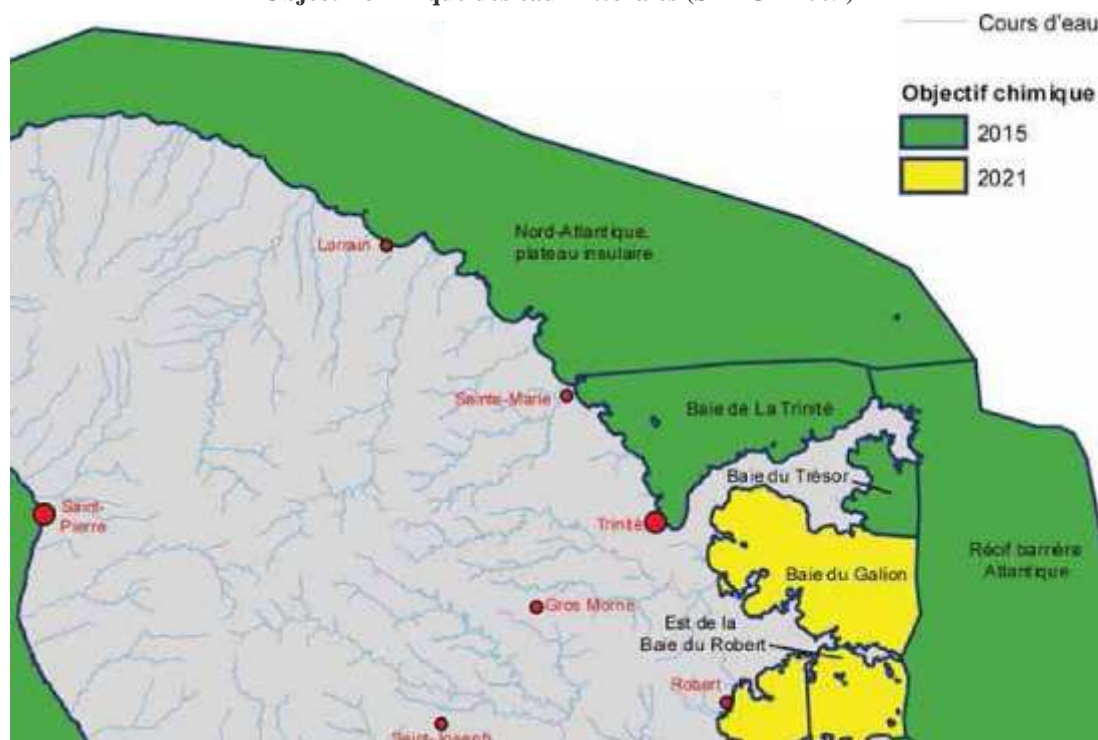 Cours d'eau
Objectif chimique
2015
2021
Nord-Atlantique,
plateau insulaire
Lorrain
Sainte-Marie
Baie de La Trinité
Baie du Trésor
Saint-
Pierre
Trinité
Récif barrière
Atlantique
Baie du Galion
Gros Morne
Est de la
Baie du Robert
Robert
Saint-Joseph